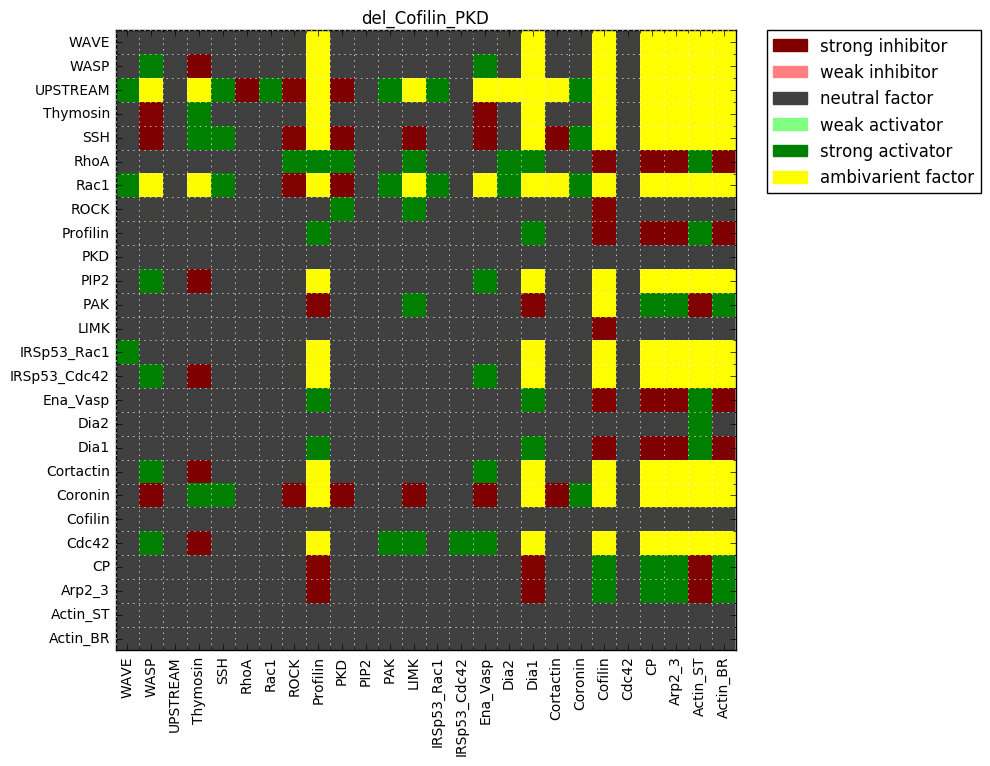 del_Cofilin_PKD
WAVE
WASP
UPSTREAM
Thymosin
SSH
RhoA
Rac1
ROCK
Profilin
PKD
PIP2
PAK
LIMK
IRSp53_Rac1
IRSp53_Cdc42
Ena_Vasp
Dia2
Dia1
Cortactin
Coronin
Cofilin
Cdc42
CP
Arp2_3
Actin_ST
Actin_BR
WAVE
WASP
UPSTREAM
Thymosin
SSH
RhoA
Rac1
ROCK
Profilin
PKD
PIP2
PAK
LIMK
IRSp53_Rac1
IRSp53_Cdc42
Ena_Vasp
Dia2
Dia1
Cortactin
Coronin
Cofilin
Cdc42
CP
Arp2_3
Actin_ST
Actin_BR
strong inhibitor
weak inhibitor
neutral factor
weak activator
strong activator
ambivarient factor